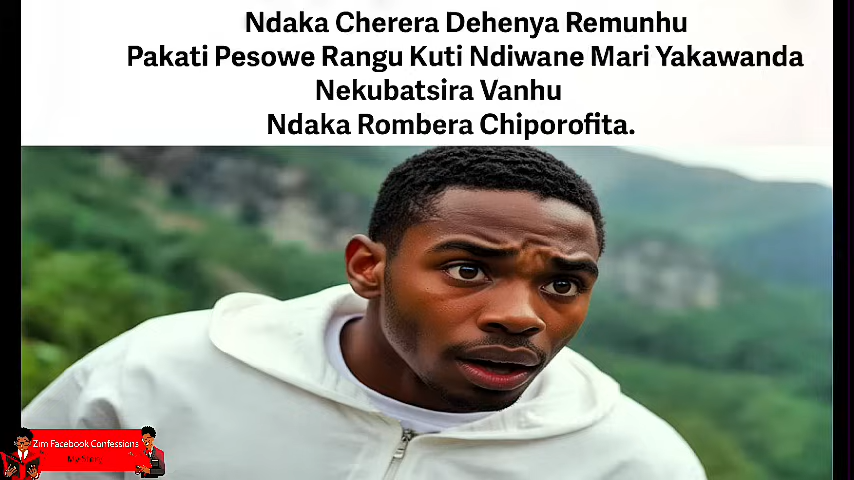 Ndaka Cherera Dehenya Remunhu
Pakati Pesowe Rangu Kuti Ndiwane Mari Yakawanda
Nekubatsira Vanhu
Ndaka Rombera Chiporofita.
Zim Facebook Confessions